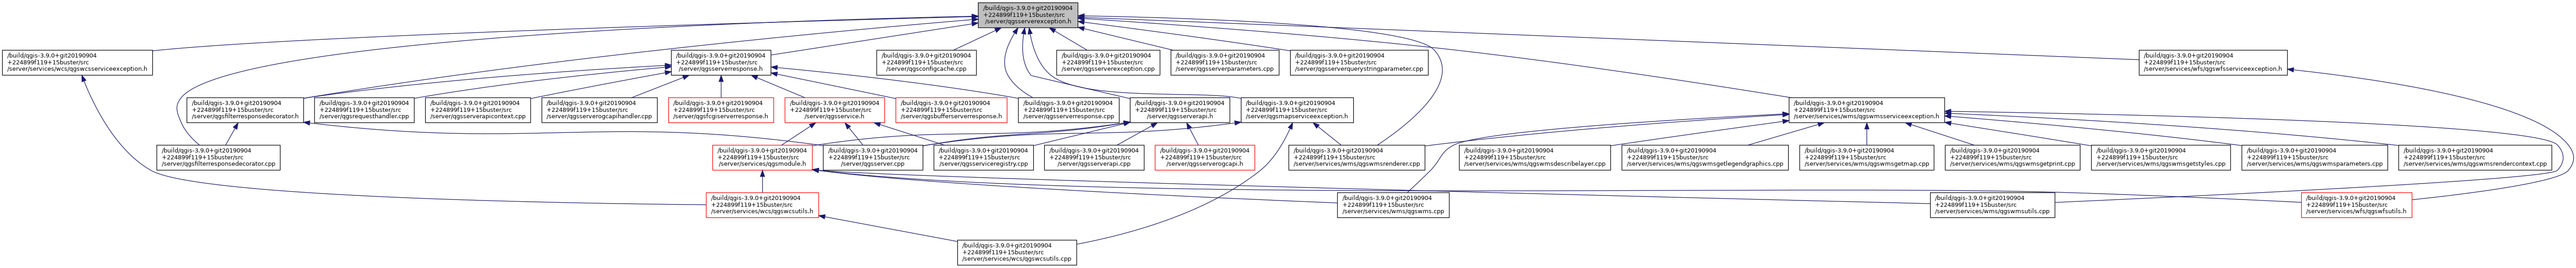 /build/qgis-3.9.0+git20190904
+224899f119+15buster/src
/server/qgsserverexception.h
/build/qgis-3.9.0+git20190904
+224899f119+15buster/src
/server/services/wcs/qgswcsserviceexception.h
/build/qgis-3.9.0+git20190904
+224899f119+15buster/src
/server/qgsserverresponse.h
/build/qgis-3.9.0+git20190904
+224899f119+15buster/src
/server/qgsconfigcache.cpp
/build/qgis-3.9.0+git20190904
+224899f119+15buster/src
/server/qgsserverexception.cpp
/build/qgis-3.9.0+git20190904
+224899f119+15buster/src
/server/qgsserverparameters.cpp
/build/qgis-3.9.0+git20190904
+224899f119+15buster/src
/server/qgsserverquerystringparameter.cpp
/build/qgis-3.9.0+git20190904
+224899f119+15buster/src
/server/services/wfs/qgswfsserviceexception.h
/build/qgis-3.9.0+git20190904
+224899f119+15buster/src
/server/qgsfilterresponsedecorator.h
/build/qgis-3.9.0+git20190904
+224899f119+15buster/src
/server/qgsrequesthandler.cpp
/build/qgis-3.9.0+git20190904
+224899f119+15buster/src
/server/qgsserverapicontext.cpp
/build/qgis-3.9.0+git20190904
+224899f119+15buster/src
/server/qgsserverogcapihandler.cpp
/build/qgis-3.9.0+git20190904
+224899f119+15buster/src
/server/qgsfcgiserverresponse.h
/build/qgis-3.9.0+git20190904
+224899f119+15buster/src
/server/qgsservice.h
/build/qgis-3.9.0+git20190904
+224899f119+15buster/src
/server/qgsbufferserverresponse.h
/build/qgis-3.9.0+git20190904
+224899f119+15buster/src
/server/qgsserverresponse.cpp
/build/qgis-3.9.0+git20190904
+224899f119+15buster/src
/server/qgsserverapi.h
/build/qgis-3.9.0+git20190904
+224899f119+15buster/src
/server/qgsmapserviceexception.h
/build/qgis-3.9.0+git20190904
+224899f119+15buster/src
/server/services/wms/qgswmsserviceexception.h
/build/qgis-3.9.0+git20190904
+224899f119+15buster/src
/server/qgsfilterresponsedecorator.cpp
/build/qgis-3.9.0+git20190904
+224899f119+15buster/src
/server/services/qgsmodule.h
/build/qgis-3.9.0+git20190904
+224899f119+15buster/src
/server/qgsserver.cpp
/build/qgis-3.9.0+git20190904
+224899f119+15buster/src
/server/qgsserviceregistry.cpp
/build/qgis-3.9.0+git20190904
+224899f119+15buster/src
/server/qgsserverapi.cpp
/build/qgis-3.9.0+git20190904
+224899f119+15buster/src
/server/qgsserverogcapi.h
/build/qgis-3.9.0+git20190904
+224899f119+15buster/src
/server/services/wms/qgswmsrenderer.cpp
/build/qgis-3.9.0+git20190904
+224899f119+15buster/src
/server/services/wms/qgswmsdescribelayer.cpp
/build/qgis-3.9.0+git20190904
+224899f119+15buster/src
/server/services/wms/qgswmsgetlegendgraphics.cpp
/build/qgis-3.9.0+git20190904
+224899f119+15buster/src
/server/services/wms/qgswmsgetmap.cpp
/build/qgis-3.9.0+git20190904
+224899f119+15buster/src
/server/services/wms/qgswmsgetprint.cpp
/build/qgis-3.9.0+git20190904
+224899f119+15buster/src
/server/services/wms/qgswmsgetstyles.cpp
/build/qgis-3.9.0+git20190904
+224899f119+15buster/src
/server/services/wms/qgswmsparameters.cpp
/build/qgis-3.9.0+git20190904
+224899f119+15buster/src
/server/services/wms/qgswmsrendercontext.cpp
/build/qgis-3.9.0+git20190904
+224899f119+15buster/src
/server/services/wcs/qgswcsutils.h
/build/qgis-3.9.0+git20190904
+224899f119+15buster/src
/server/services/wms/qgswms.cpp
/build/qgis-3.9.0+git20190904
+224899f119+15buster/src
/server/services/wms/qgswmsutils.cpp
/build/qgis-3.9.0+git20190904
+224899f119+15buster/src
/server/services/wfs/qgswfsutils.h
/build/qgis-3.9.0+git20190904
+224899f119+15buster/src
/server/services/wcs/qgswcsutils.cpp